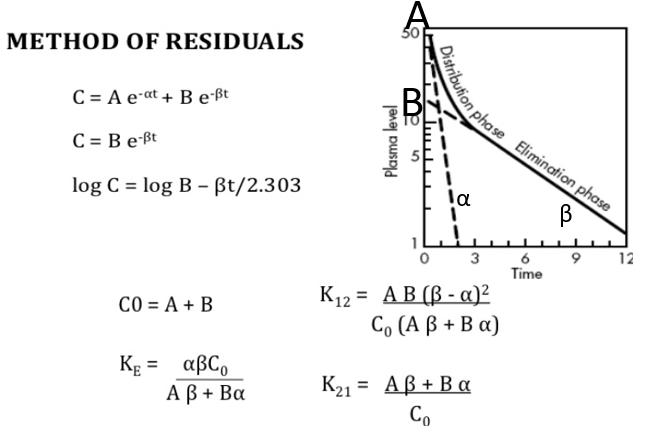 METHOD OF RESIDUALS
C = A e-αt + B e-βt
C = B e-βt
log C = log B – βt/2.303
A
50
B
10
5
1
Plasma level
Distribution phase
Elimination phase
α
β
0 3 6 9 12
Time
C0 = A + B
KE = αβC0
A β + Bα
K12 = A B (β - α)2
C0 (A β + B α)
K21 = A β + B α
C0